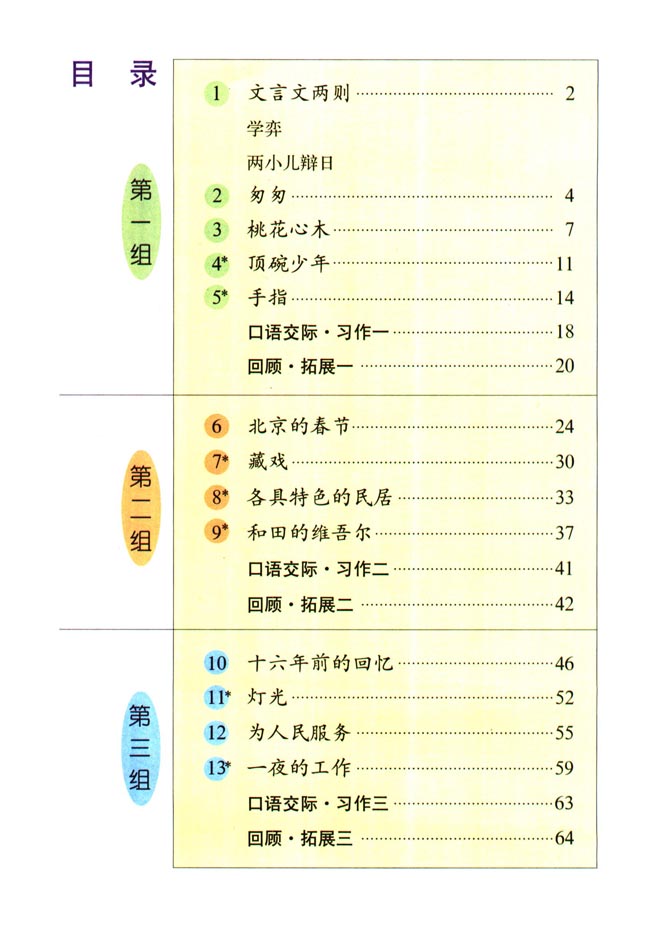 目 录
第一组
1 文言文两则 2
学弈
两小儿辩日
2 匆匆 4
3 桃花心木 7
4* 顶碗少年 11
5* 手指 14
口语交际·习作一 18
回顾·拓展一 20
第二组
6 北京的春节 24
7* 藏戏 30
8* 各具特色的民居 33
9* 和田的维吾尔 37
口语交际·习作二 41
回顾·拓展二 42
第三组
10 十六年前的回忆 46
11* 灯光 52
12 为人民服务 55
13* 一夜的工作 59
口语交际·习作三 63
回顾·拓展三 64